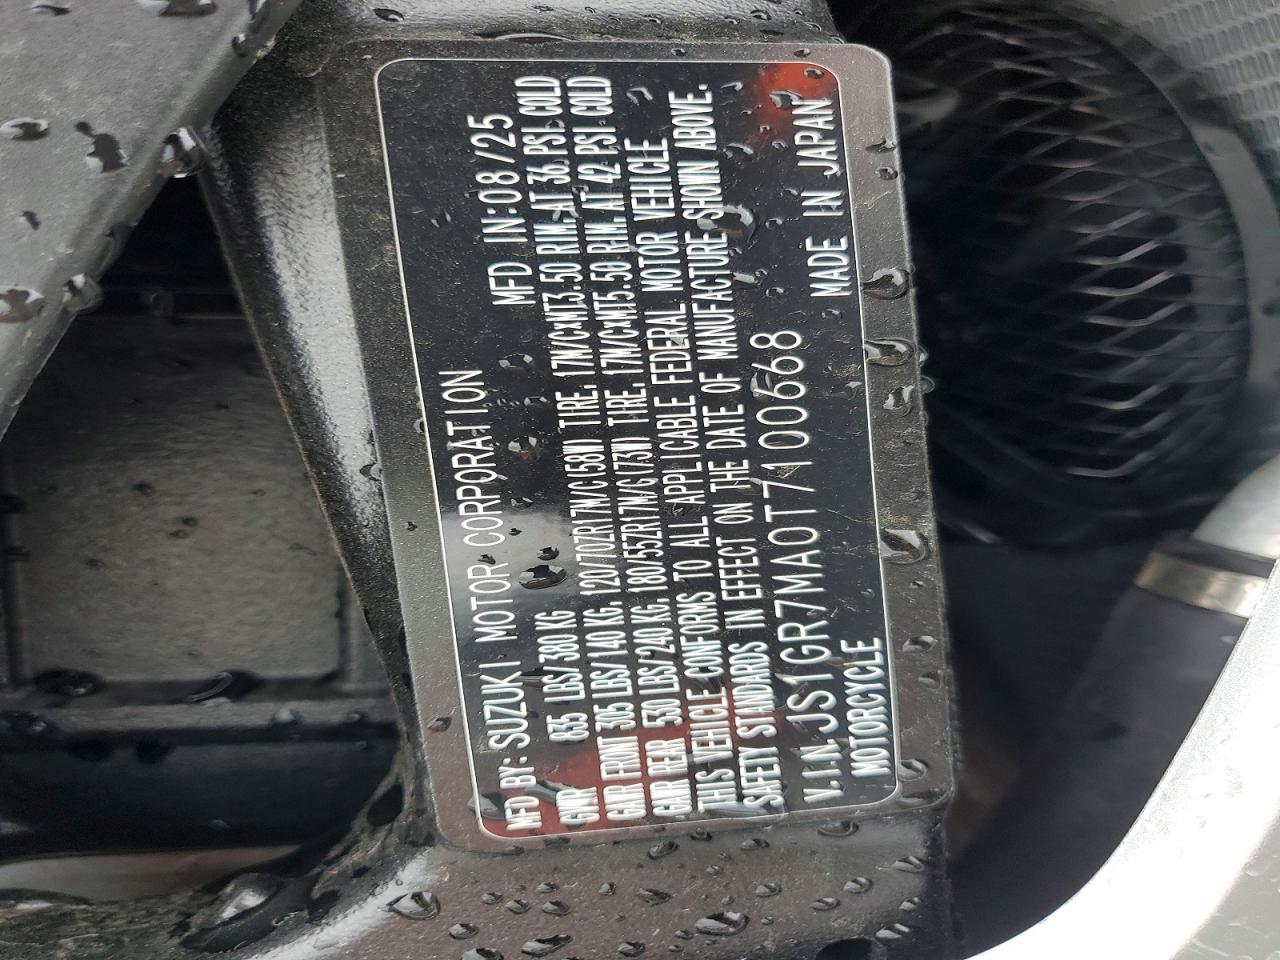 MFD BY: SUZUKI MOTOR CORPORATION MFD IN: 08/25
GVWR 835 LBS/ 380 KG
GAWR FRONT 305 LBS/ 140 KG. 120/70ZR17M/C(58W) TIRE. 17M/CxMT3.50 RIM. AT 36 PSI. COLD
GAWR REAR 530 LBS/ 240 KG. 180/55ZR17M/C(73W) TIRE. 17M/CxMT5.50 RIM. AT 42 PSI. COLD
THIS VEHICLE CONFORMS TO ALL APPLICABLE FEDERAL MOTOR VEHICLE
SAFETY STANDARDS IN EFFECT ON THE DATE OF MANUFACTURE SHOWN ABOVE.
V.I.N. JS1GR7MA0T7100668
MOTORCYCLE MADE IN JAPAN